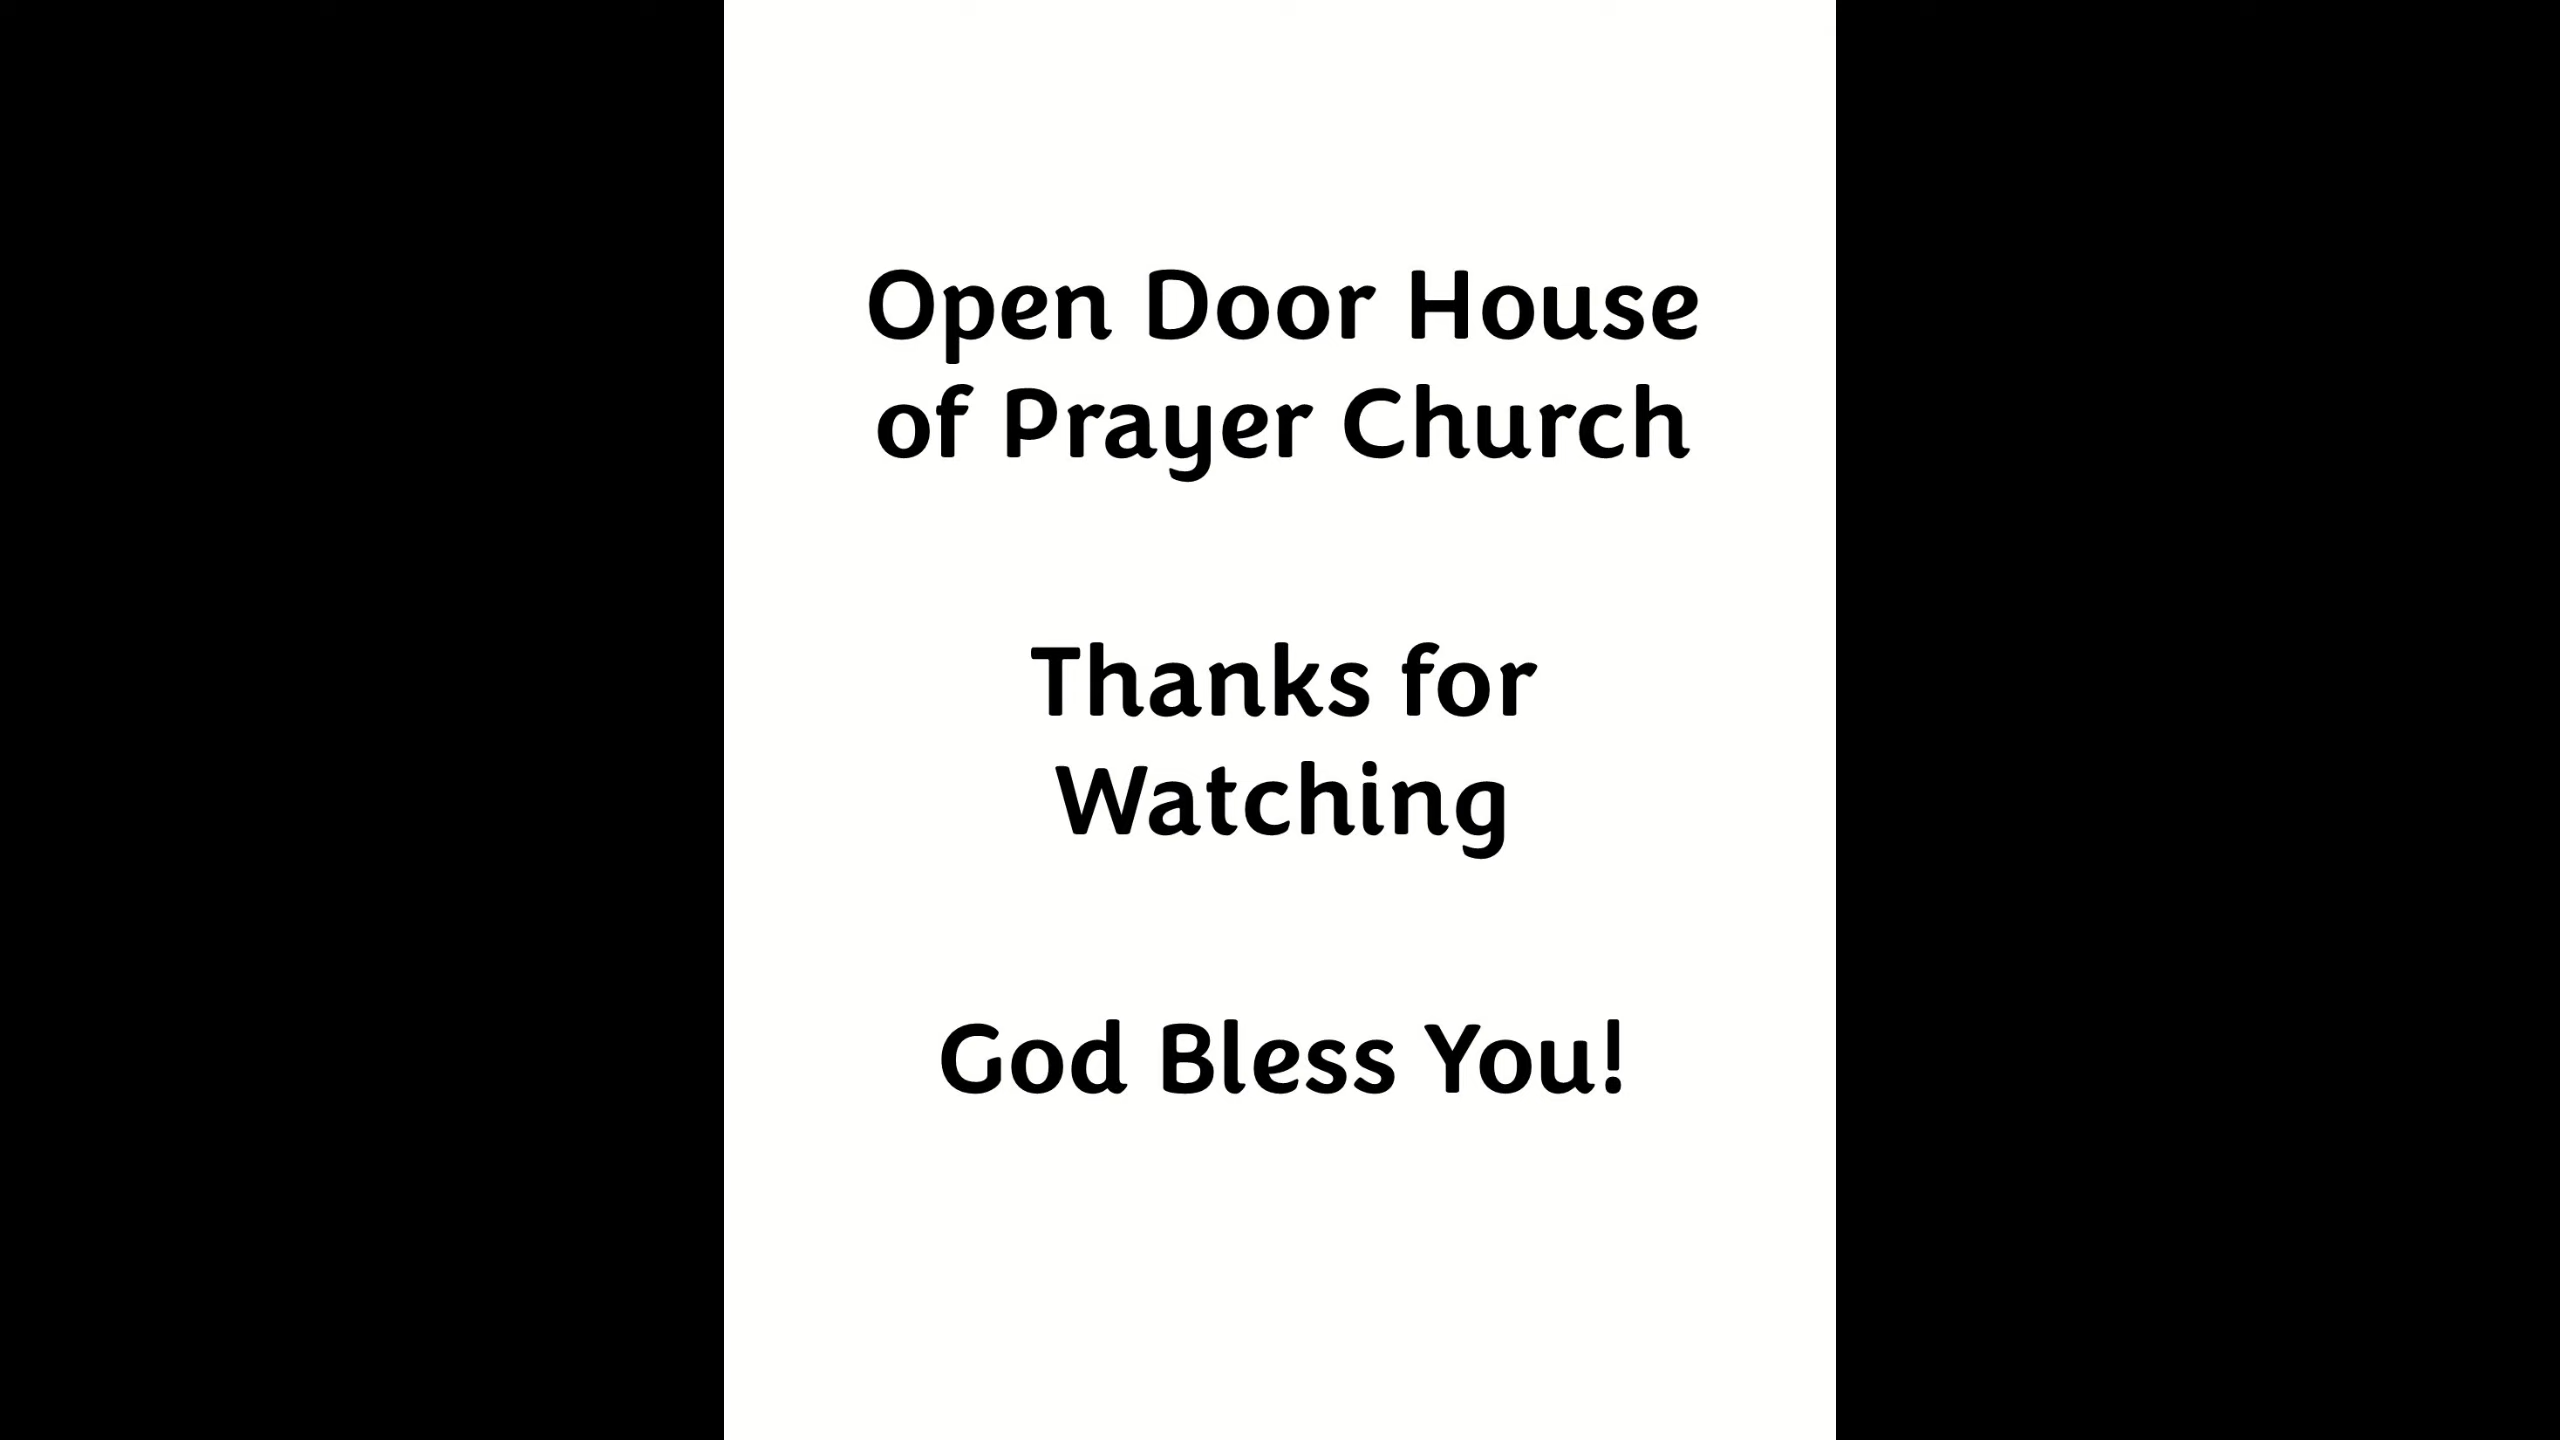 Open Door House
of Prayer Church
Thanks for
Watching
God Bless You!